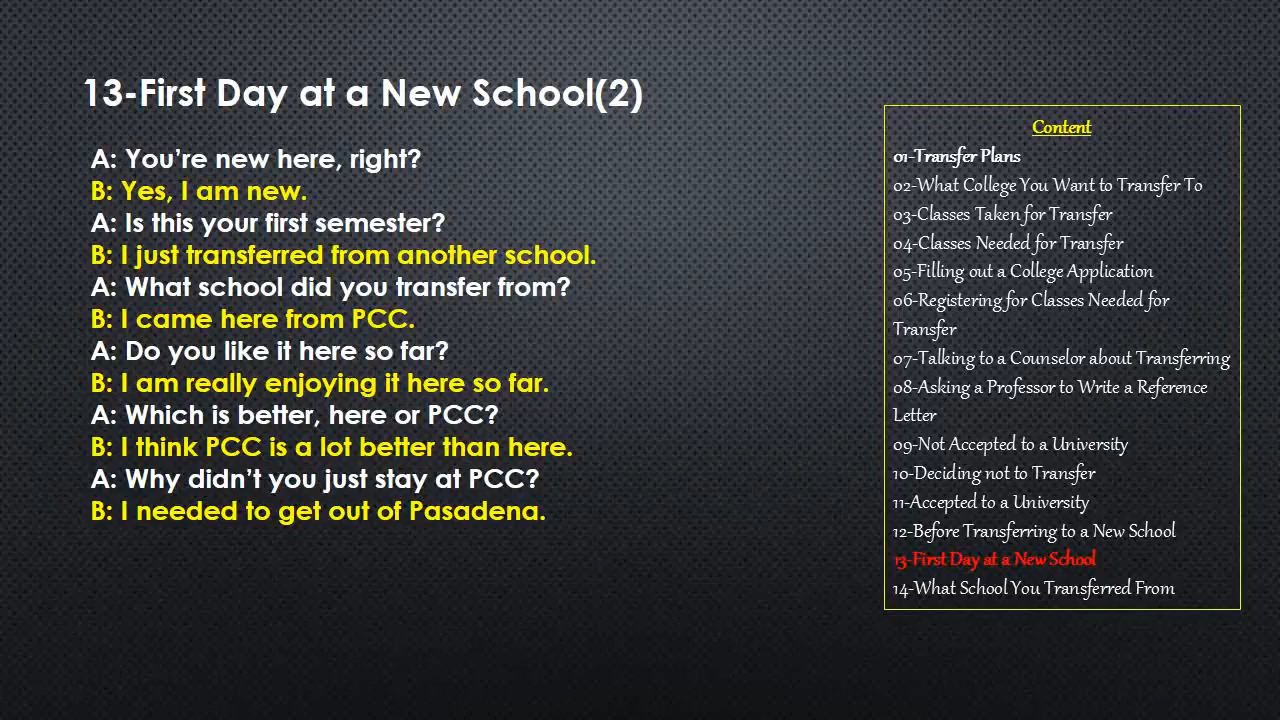 13-First Day at a New School(2)
A: You're new here, right?
B: Yes, I am new.
A: Is this your first semester?
B: I just transferred from another school.
A: What school did you transfer from?
B: I came here from PCC.
A: Do you like it here so far?
B: I am really enjoying it here so far.
A: Which is better, here or PCC?
B: I think PCC is a lot better than here.
A: Why didn't you just stay at PCC?
B: I needed to get out of Pasadena.
Content
01-Transfer Plans
02-What College You Want to Transfer To
03-Classes Taken for Transfer
04-Classes Needed for Transfer
05-Filling out a College Application
06-Registering for Classes Needed for
Transfer
07-Talking to a Counselor about Transferring
08-Asking a Professor to Write a Reference
Letter
09-Not Accepted to a University
10-Deciding not to Transfer
11-Accepted to a University
12-Before Transferring to a New School
13-First Day at a New School
14-What School You Transferred From